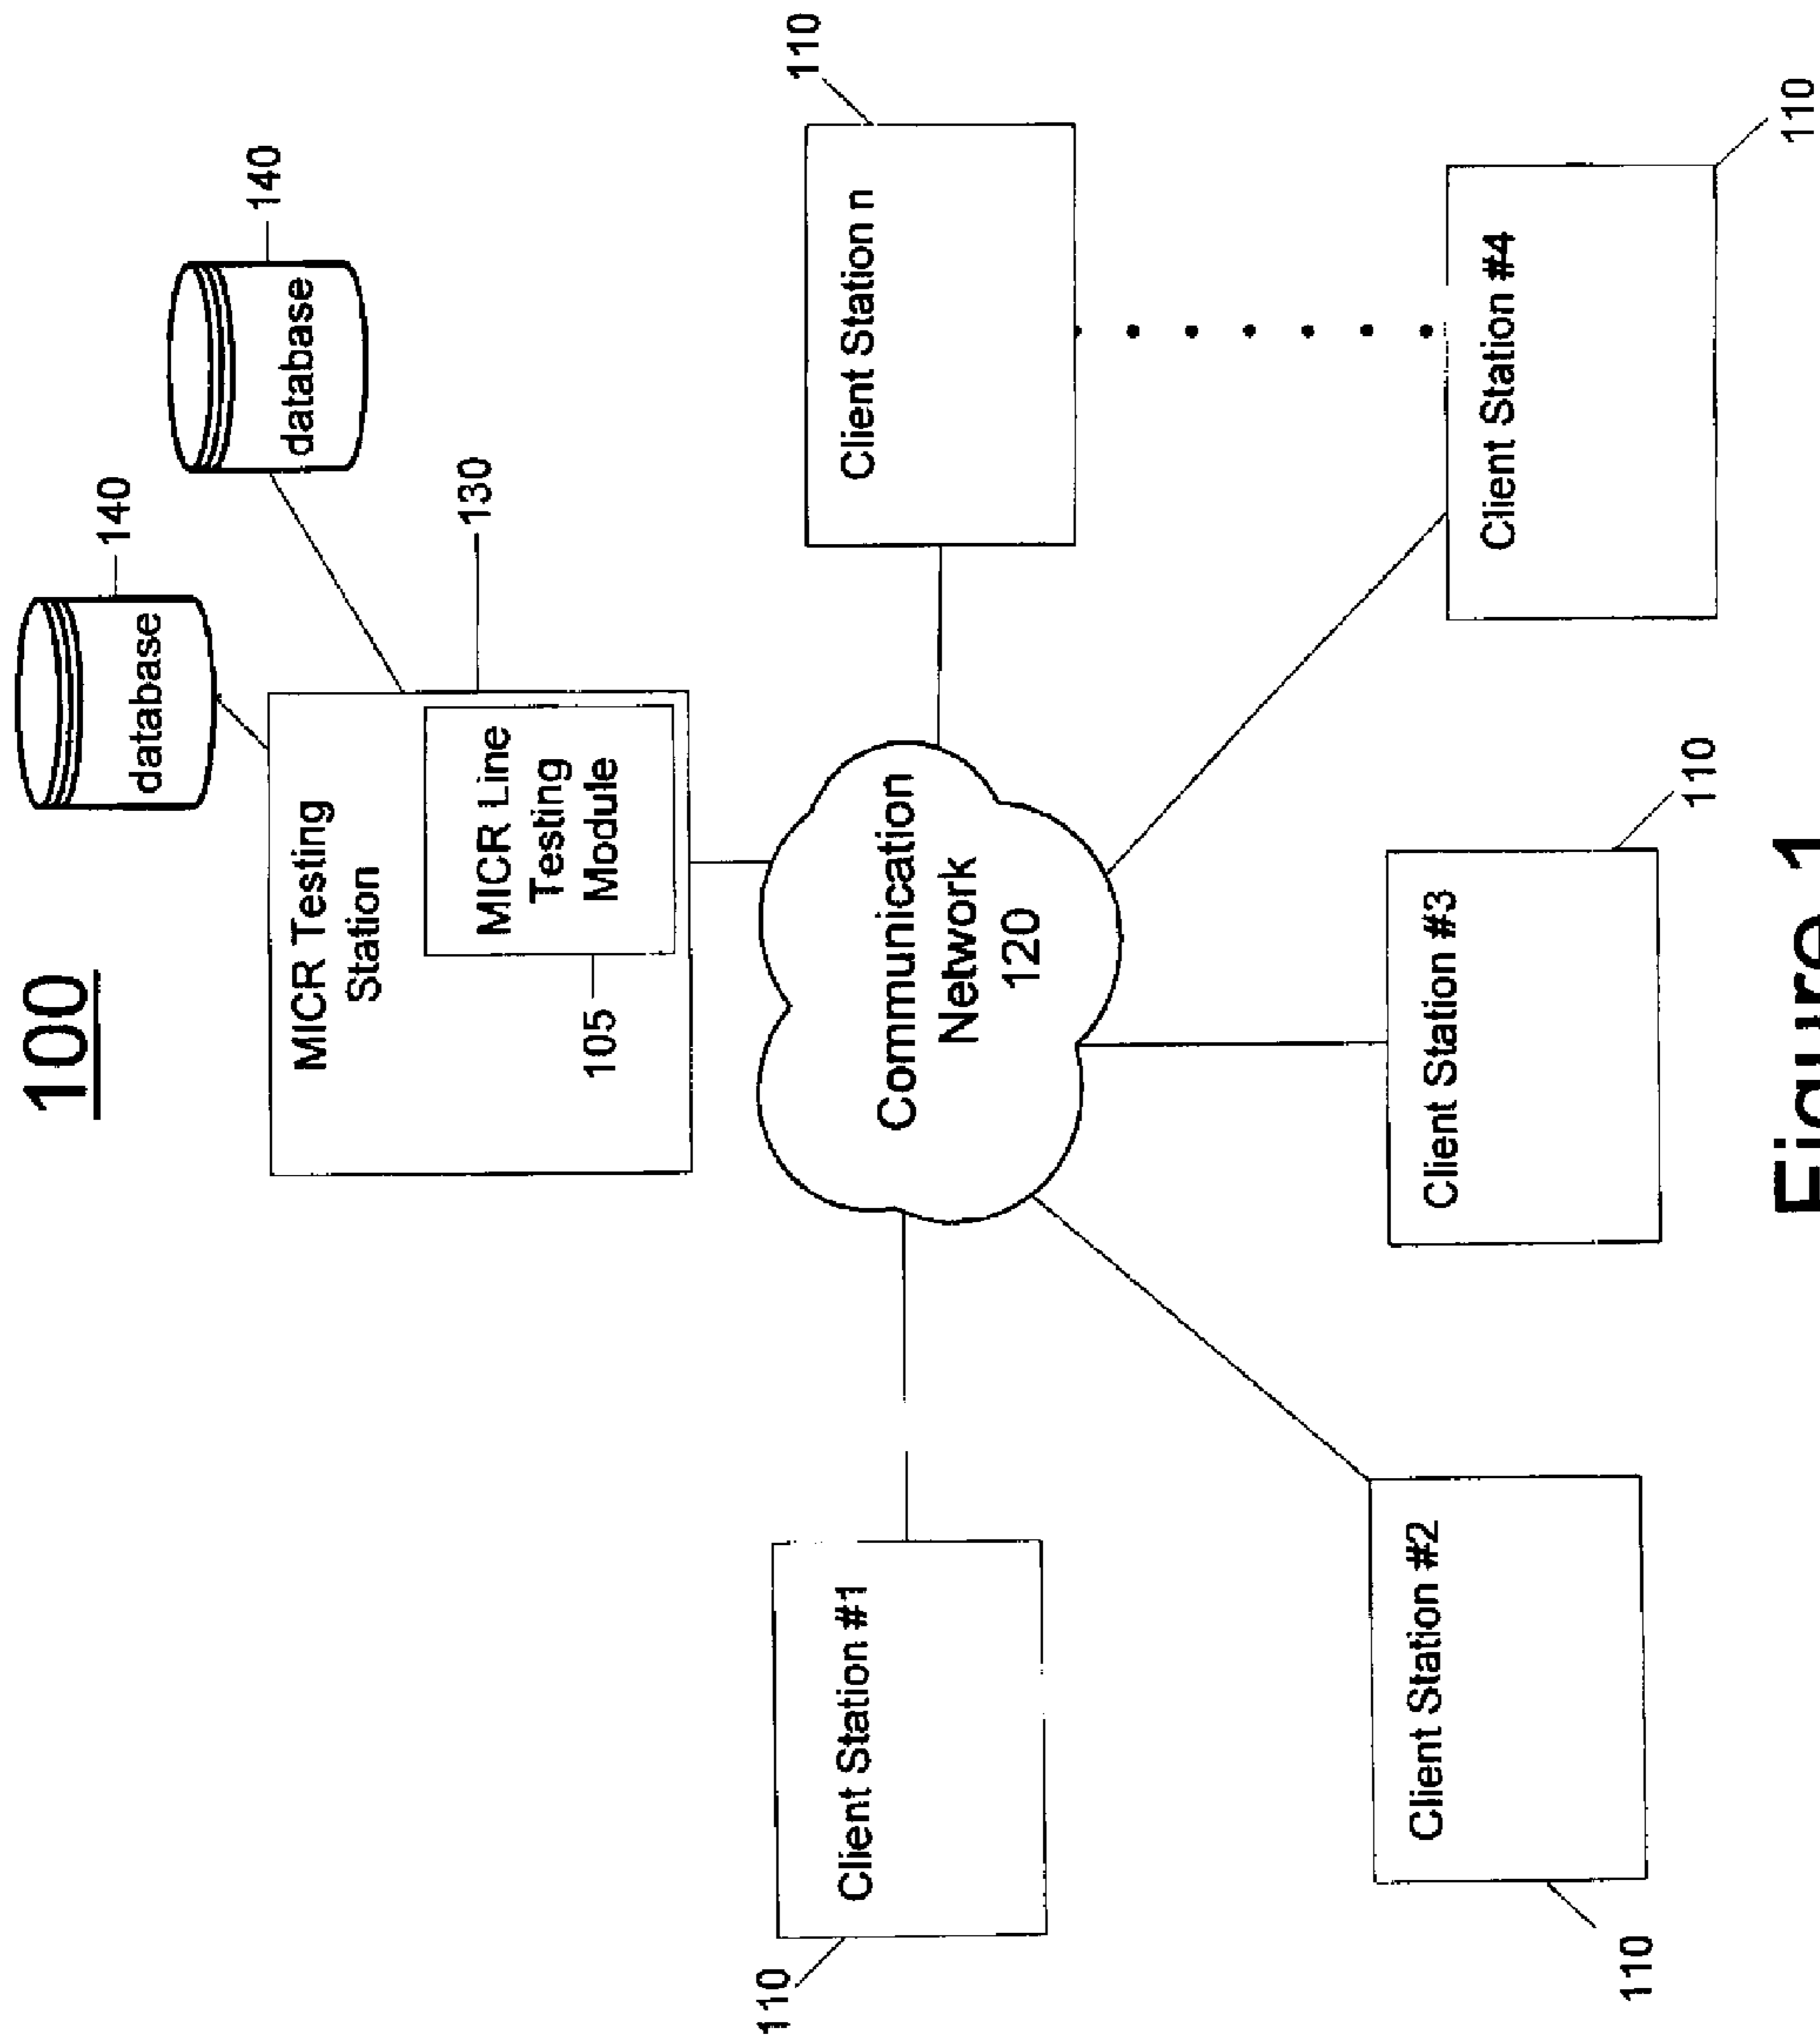 100
140
database
140
database
MICR Testing
Station
130
MICR Line
Testing
Module
105
Communication
Network
120
110
Client Station #1
110
Client Station n
110
Client Station #2
110
Client Station #3
110
Client Station #4
Figure 1